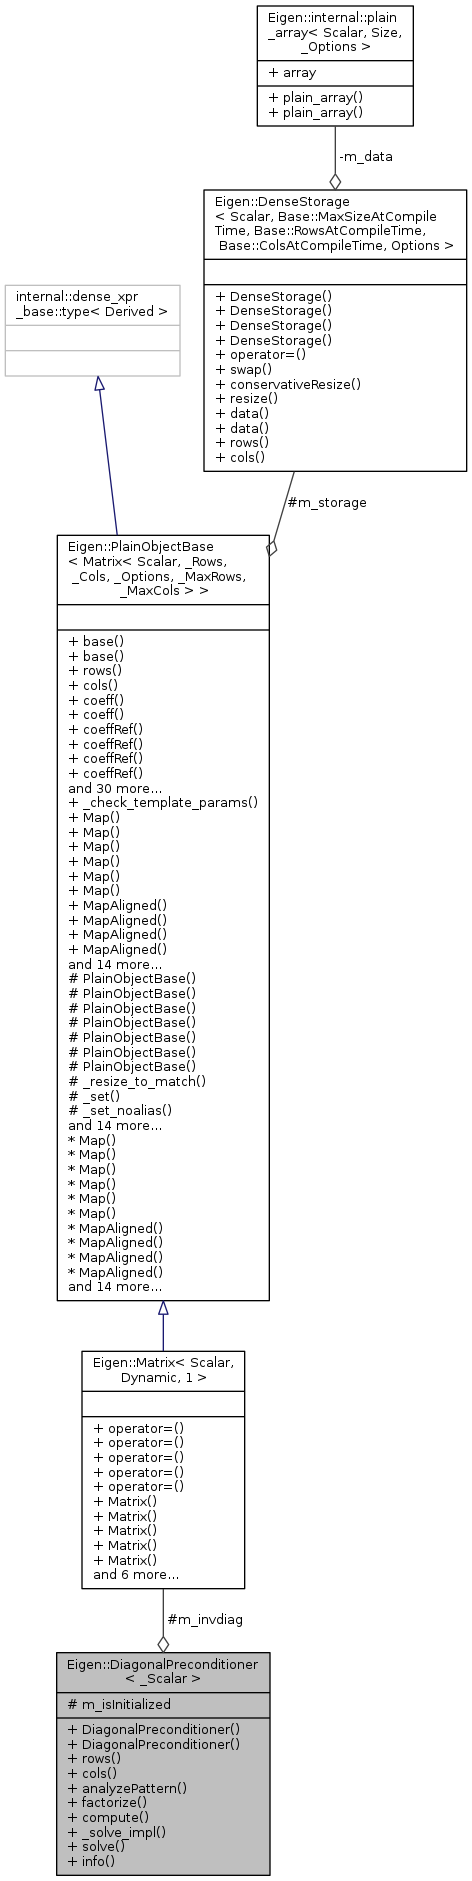 Eigen::internal::plain
_array< Scalar, Size,
_Options >
+ array
+ plain_array()
+ plain_array()
-m_data
Eigen::DenseStorage
< Scalar, Base::MaxSizeAtCompile
Time, Base::RowsAtCompileTime,
Base::ColsAtCompileTime, Options >
+ DenseStorage()
+ DenseStorage()
+ DenseStorage()
+ DenseStorage()
+ operator=()
+ swap()
+ conservativeResize()
+ resize()
+ data()
+ data()
+ rows()
+ cols()
internal::dense_xpr
_base::type< Derived >
#m_storage
Eigen::PlainObjectBase
< Matrix< Scalar, _Rows,
_Cols, _Options, _MaxRows,
_MaxCols > >
+ base()
+ base()
+ rows()
+ cols()
+ coeff()
+ coeff()
+ coeffRef()
+ coeffRef()
+ coeffRef()
+ coeffRef()
and 30 more...
+ _check_template_params()
+ Map()
+ Map()
+ Map()
+ Map()
+ Map()
+ Map()
+ MapAligned()
+ MapAligned()
+ MapAligned()
+ MapAligned()
and 14 more...
# PlainObjectBase()
# PlainObjectBase()
# PlainObjectBase()
# PlainObjectBase()
# PlainObjectBase()
# PlainObjectBase()
# PlainObjectBase()
# _resize_to_match()
# _set()
# _set_noalias()
and 14 more...
* Map()
* Map()
* Map()
* Map()
* Map()
* Map()
* MapAligned()
* MapAligned()
* MapAligned()
* MapAligned()
and 14 more...
Eigen::Matrix< Scalar,
Dynamic, 1 >
+ operator=()
+ operator=()
+ operator=()
+ operator=()
+ operator=()
+ Matrix()
+ Matrix()
+ Matrix()
+ Matrix()
+ Matrix()
and 6 more...
#m_invdiag
Eigen::DiagonalPreconditioner
< _Scalar >
# m_isInitialized
+ DiagonalPreconditioner()
+ DiagonalPreconditioner()
+ rows()
+ cols()
+ analyzePattern()
+ factorize()
+ compute()
+ _solve_impl()
+ solve()
+ info()